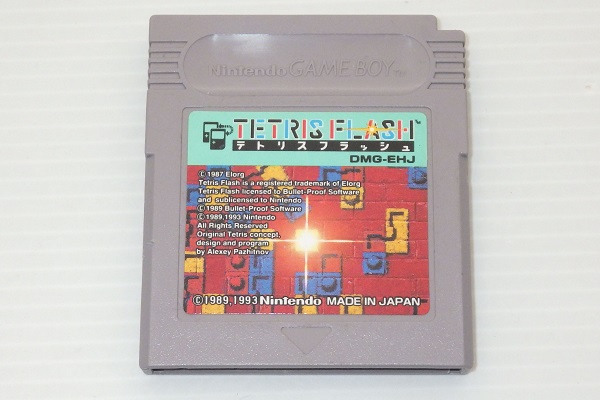 Nintendo GAME BOY™
TETRIS FLASH™
テトリスフラッシュ
DMG-EHJ
©1987 Elorg
Tetris Flash is a registered trademark of Elorg
Tetris Flash licensed to Bullet-Proof Software
and sublicensed to Nintendo
©1989 Bullet-Proof Software
©1989,1993 Nintendo
All Rights Reserved
Original Tetris concept,
design and program
by Alexey Pazhitnov
©1989,1993 Nintendo MADE IN JAPAN